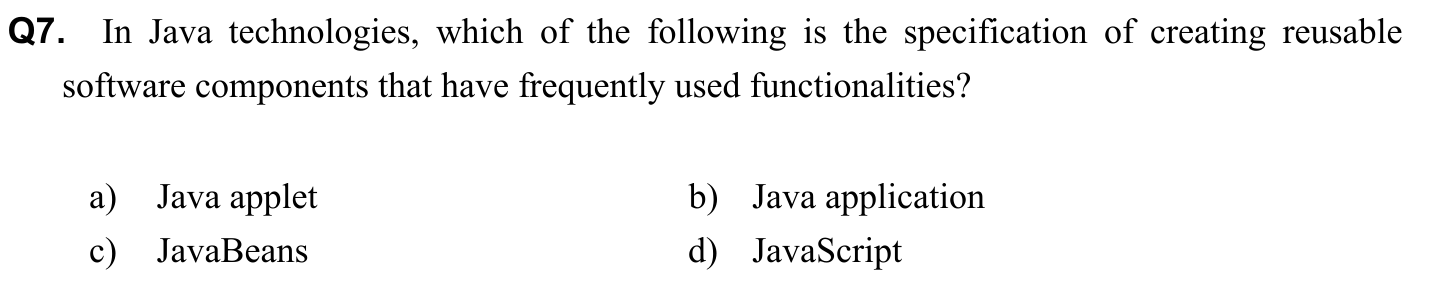 Q7. In Java technologies, which of the following is the specification of creating reusable
software components that have frequently used functionalities?
a) Java applet b) Java application
c) JavaBeans d) JavaScript